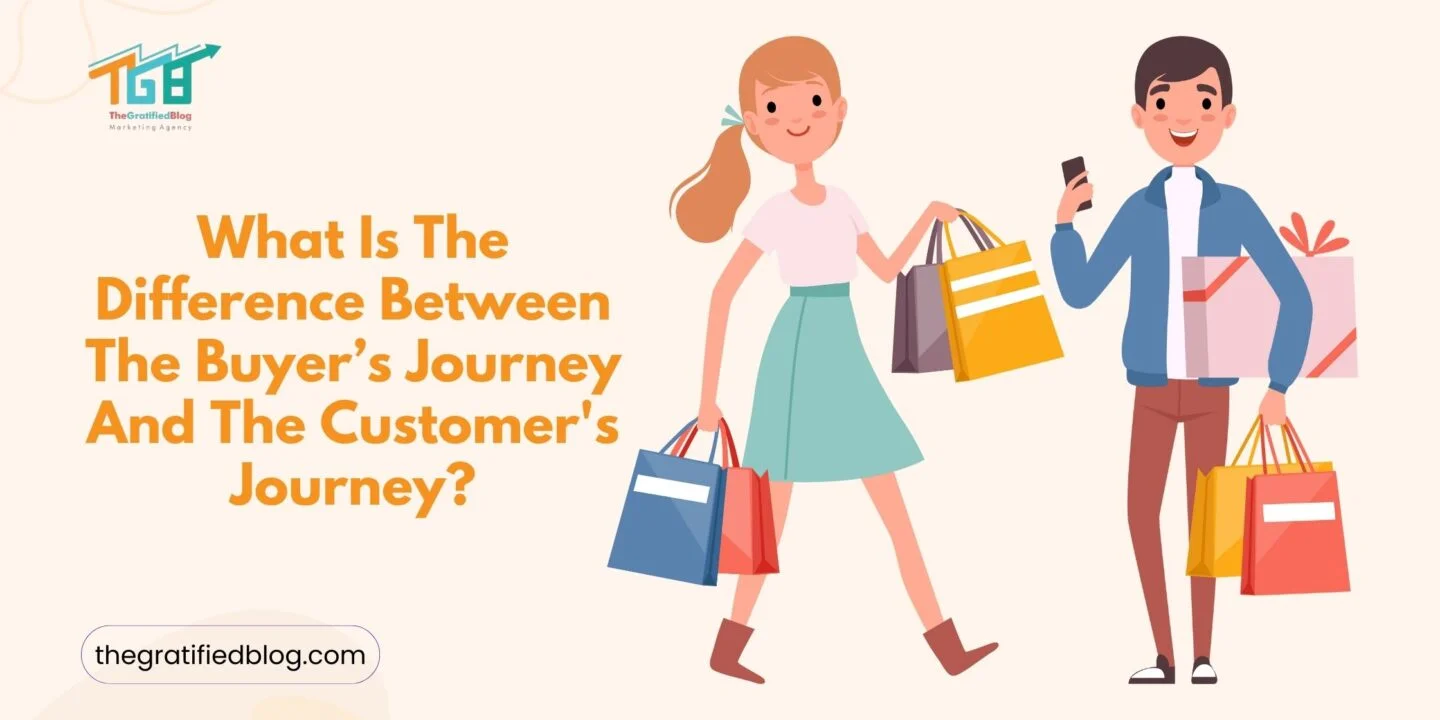 TGB
TheGratifiedBlog
Marketing Agency
What Is The
Difference Between
The Buyer’s Journey
And The Customer's
Journey?
thegratifiedblog.com